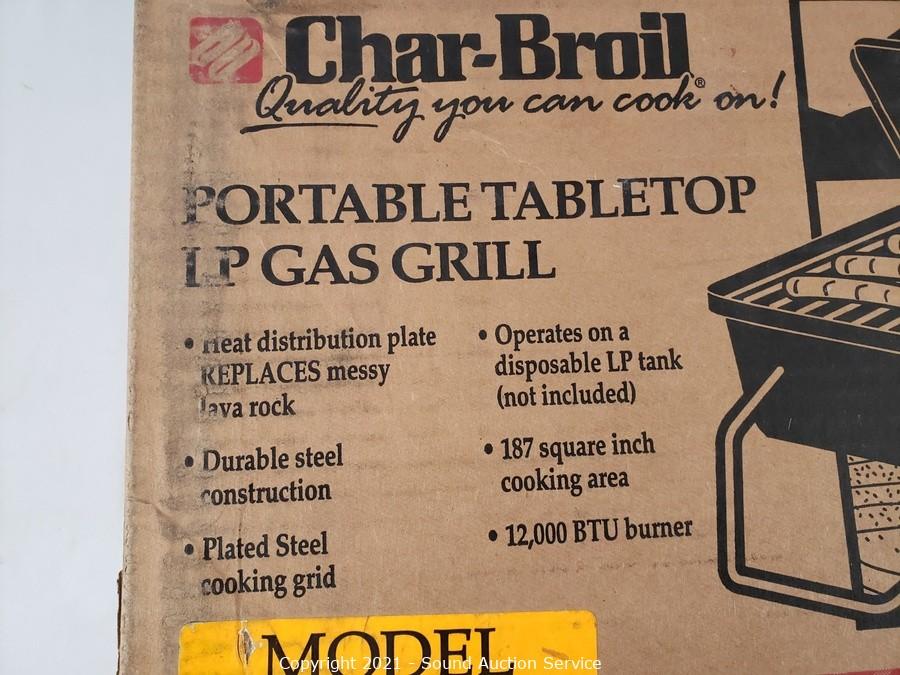 Char-Broil
Quality you can cook® on!
PORTABLE TABLETOP
LP GAS GRILL
• Heat distribution plate
REPLACES messy
lava rock
• Durable steel
construction
• Plated Steel
cooking grid
• Operates on a
disposable LP tank
(not included)
• 187 square inch
cooking area
• 12,000 BTU burner
MODEL
Copyright 2021 - Sound Auction Service